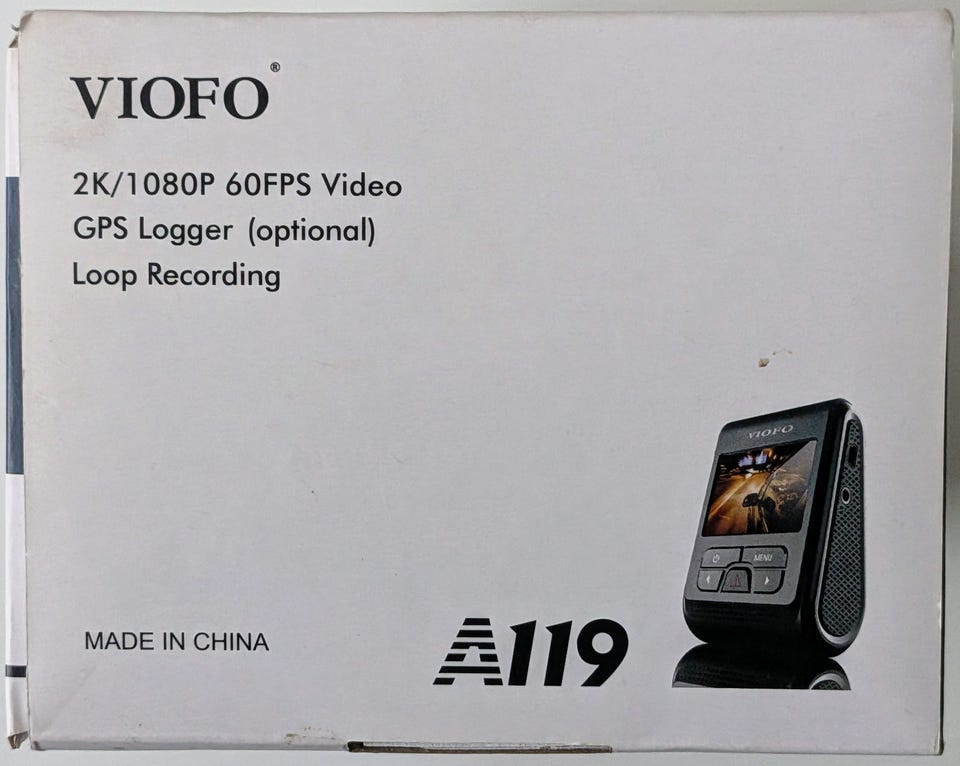 VIOFO®
2K/1080P 60FPS Video
GPS Logger (optional)
Loop Recording
VIOFO
MENU
MADE IN CHINA
A119